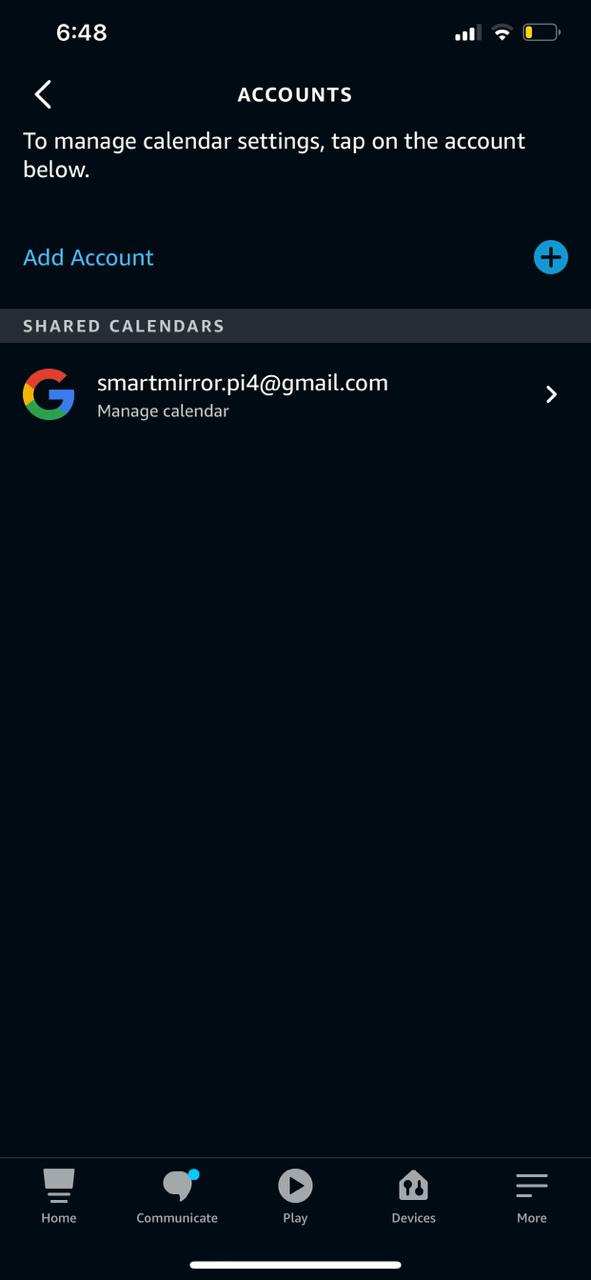 6:48
ACCOUNTS
To manage calendar settings, tap on the account
below.
Add Account
SHARED CALENDARS
smartmirror.pi4@gmail.com
Manage calendar
Home
Communicate
Play
Devices
More